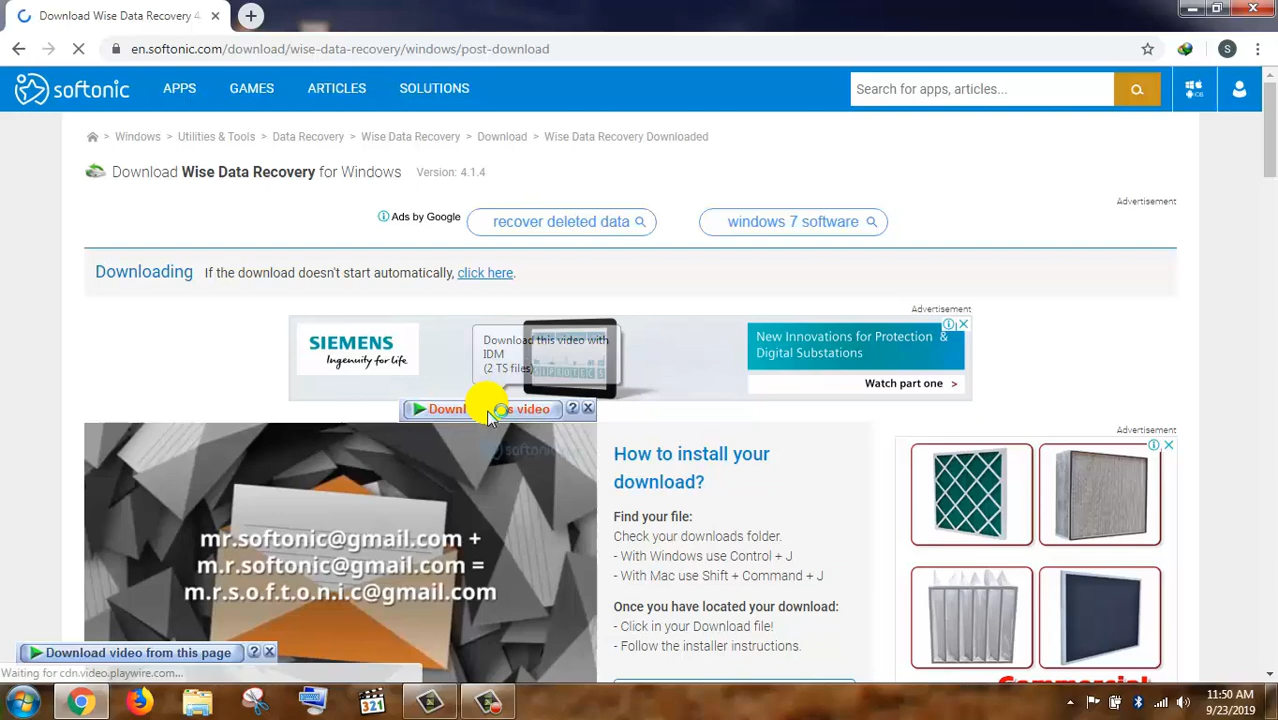 Download Wise Data Recovery 4.
en.softonic.com/download/wise-data-recovery/windows/post-download
S
softonic
APPS
GAMES
ARTICLES
SOLUTIONS
Search for apps, articles...
Windows > Utilities & Tools > Data Recovery > Wise Data Recovery > Download > Wise Data Recovery Downloaded
Download Wise Data Recovery for Windows Version: 4.1.4
Advertisement
Ads by Google
recover deleted data
windows 7 software
Downloading If the download doesn't start automatically, click here.
Advertisement
SIEMENS
Ingenuity for life
Download this video with
IDM
(2 TS files)
New Innovations for Protection &
Digital Substations
Watch part one >
video
Advertisement
softonic
How to install your
download?
Find your file:
Check your downloads folder.
- With Windows use Control + J
- With Mac use Shift + Command + J
Once you have located your download:
- Click in your Download file!
- Follow the installer instructions.
mr.softonic@gmail.com +
m.r.softonic@gmail.com =
m.r.s.o.f.t.o.n.i.c@gmail.com
Download video from this page
Waiting for cdn.video.playwire.com...
Commercial
321
11:50 AM
9/23/2019